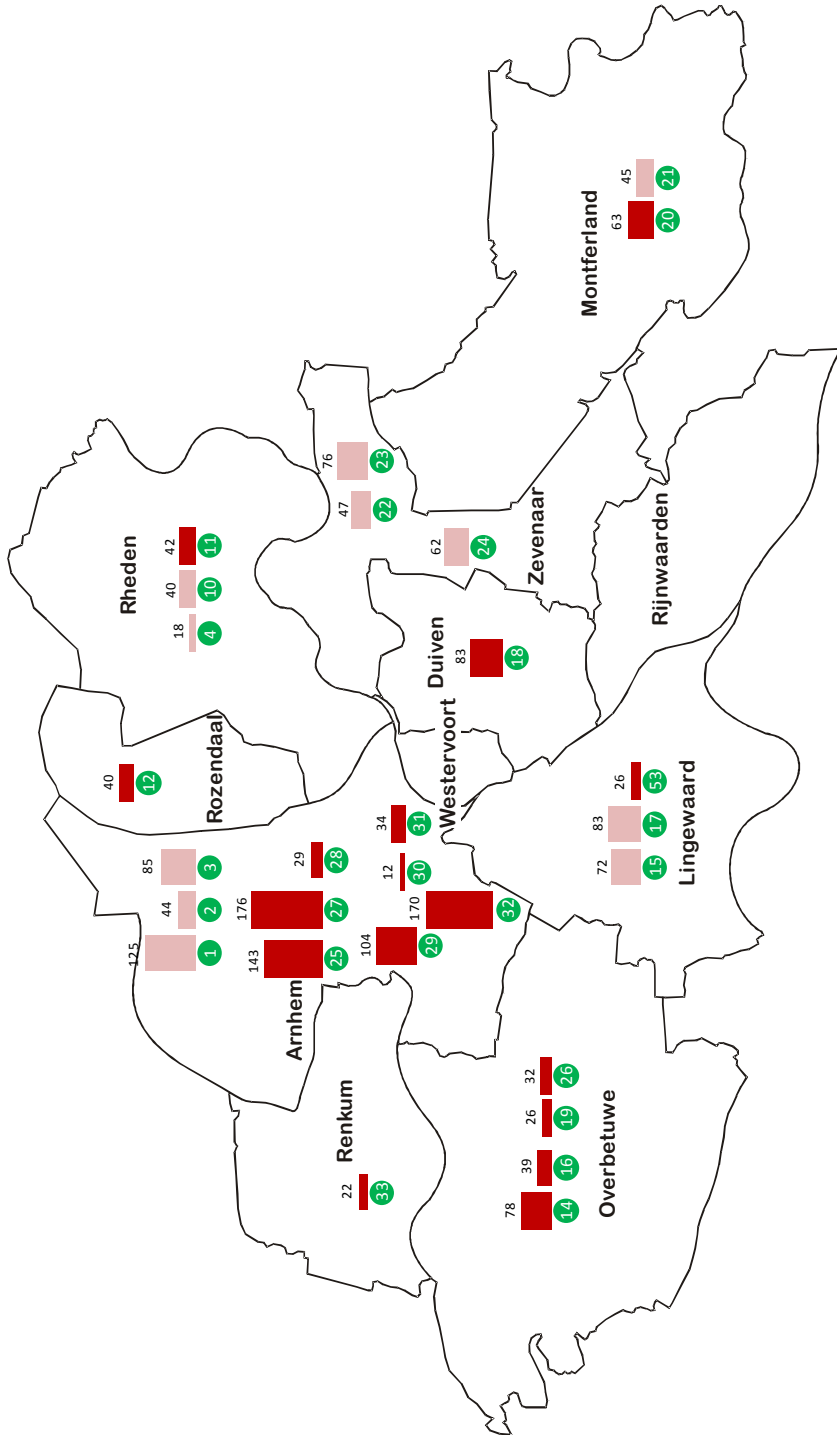 Rheden
18 40 42
4 10 11
40
12
Rozendaal
125 44 85
1 2 3
Arnhem
143 176 29
25 27 28
104 12 34
29 30 31
170
32
Renkum
22
33
47 76
22 23
62
24
Zevenaar
Duiven
83
18
Westervoort
78 39 26 32
14 16 19 26
Overbetuwe
72 83 26
15 17 53
Lingewaard
Rijnwaarden
Montferland
63 45
20 21